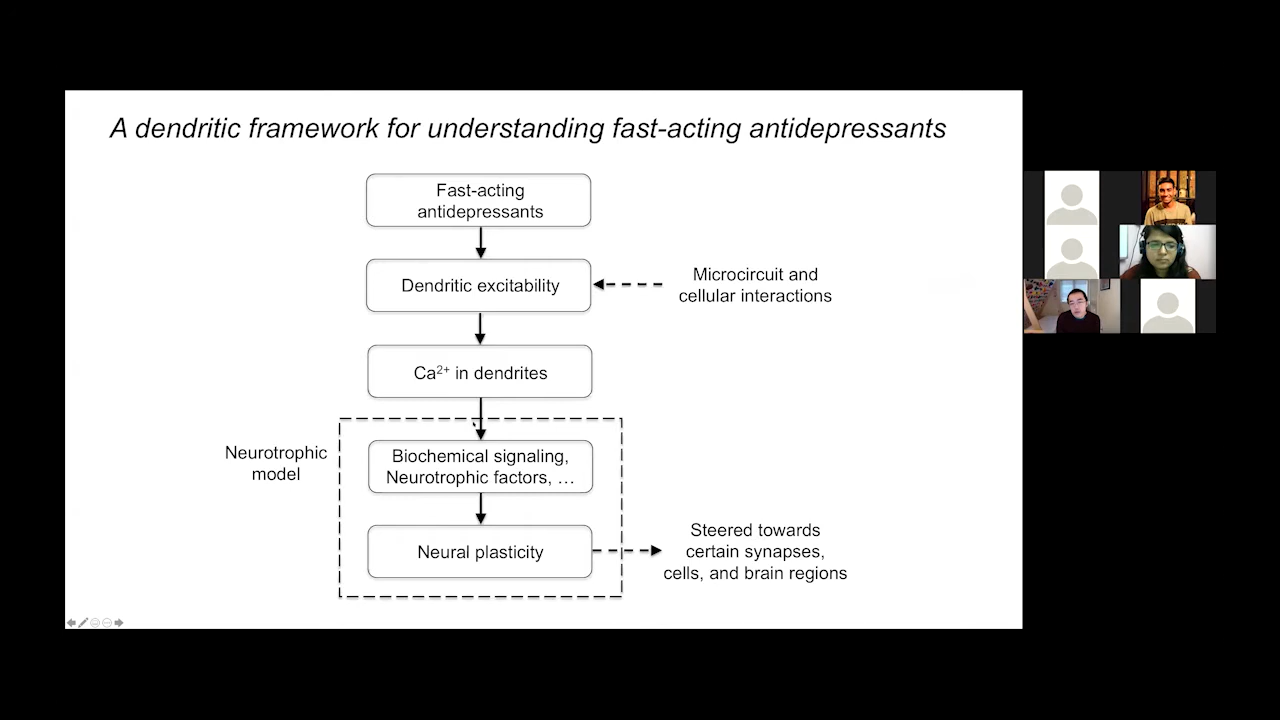 A dendritic framework for understanding fast-acting antidepressants
Fast-acting
antidepressants
Dendritic excitability
Microcircuit and
cellular interactions
Ca²⁺ in dendrites
Neurotrophic
model
Biochemical signaling,
Neurotrophic factors, …
Neural plasticity
Steered towards
certain synapses,
cells, and brain regions